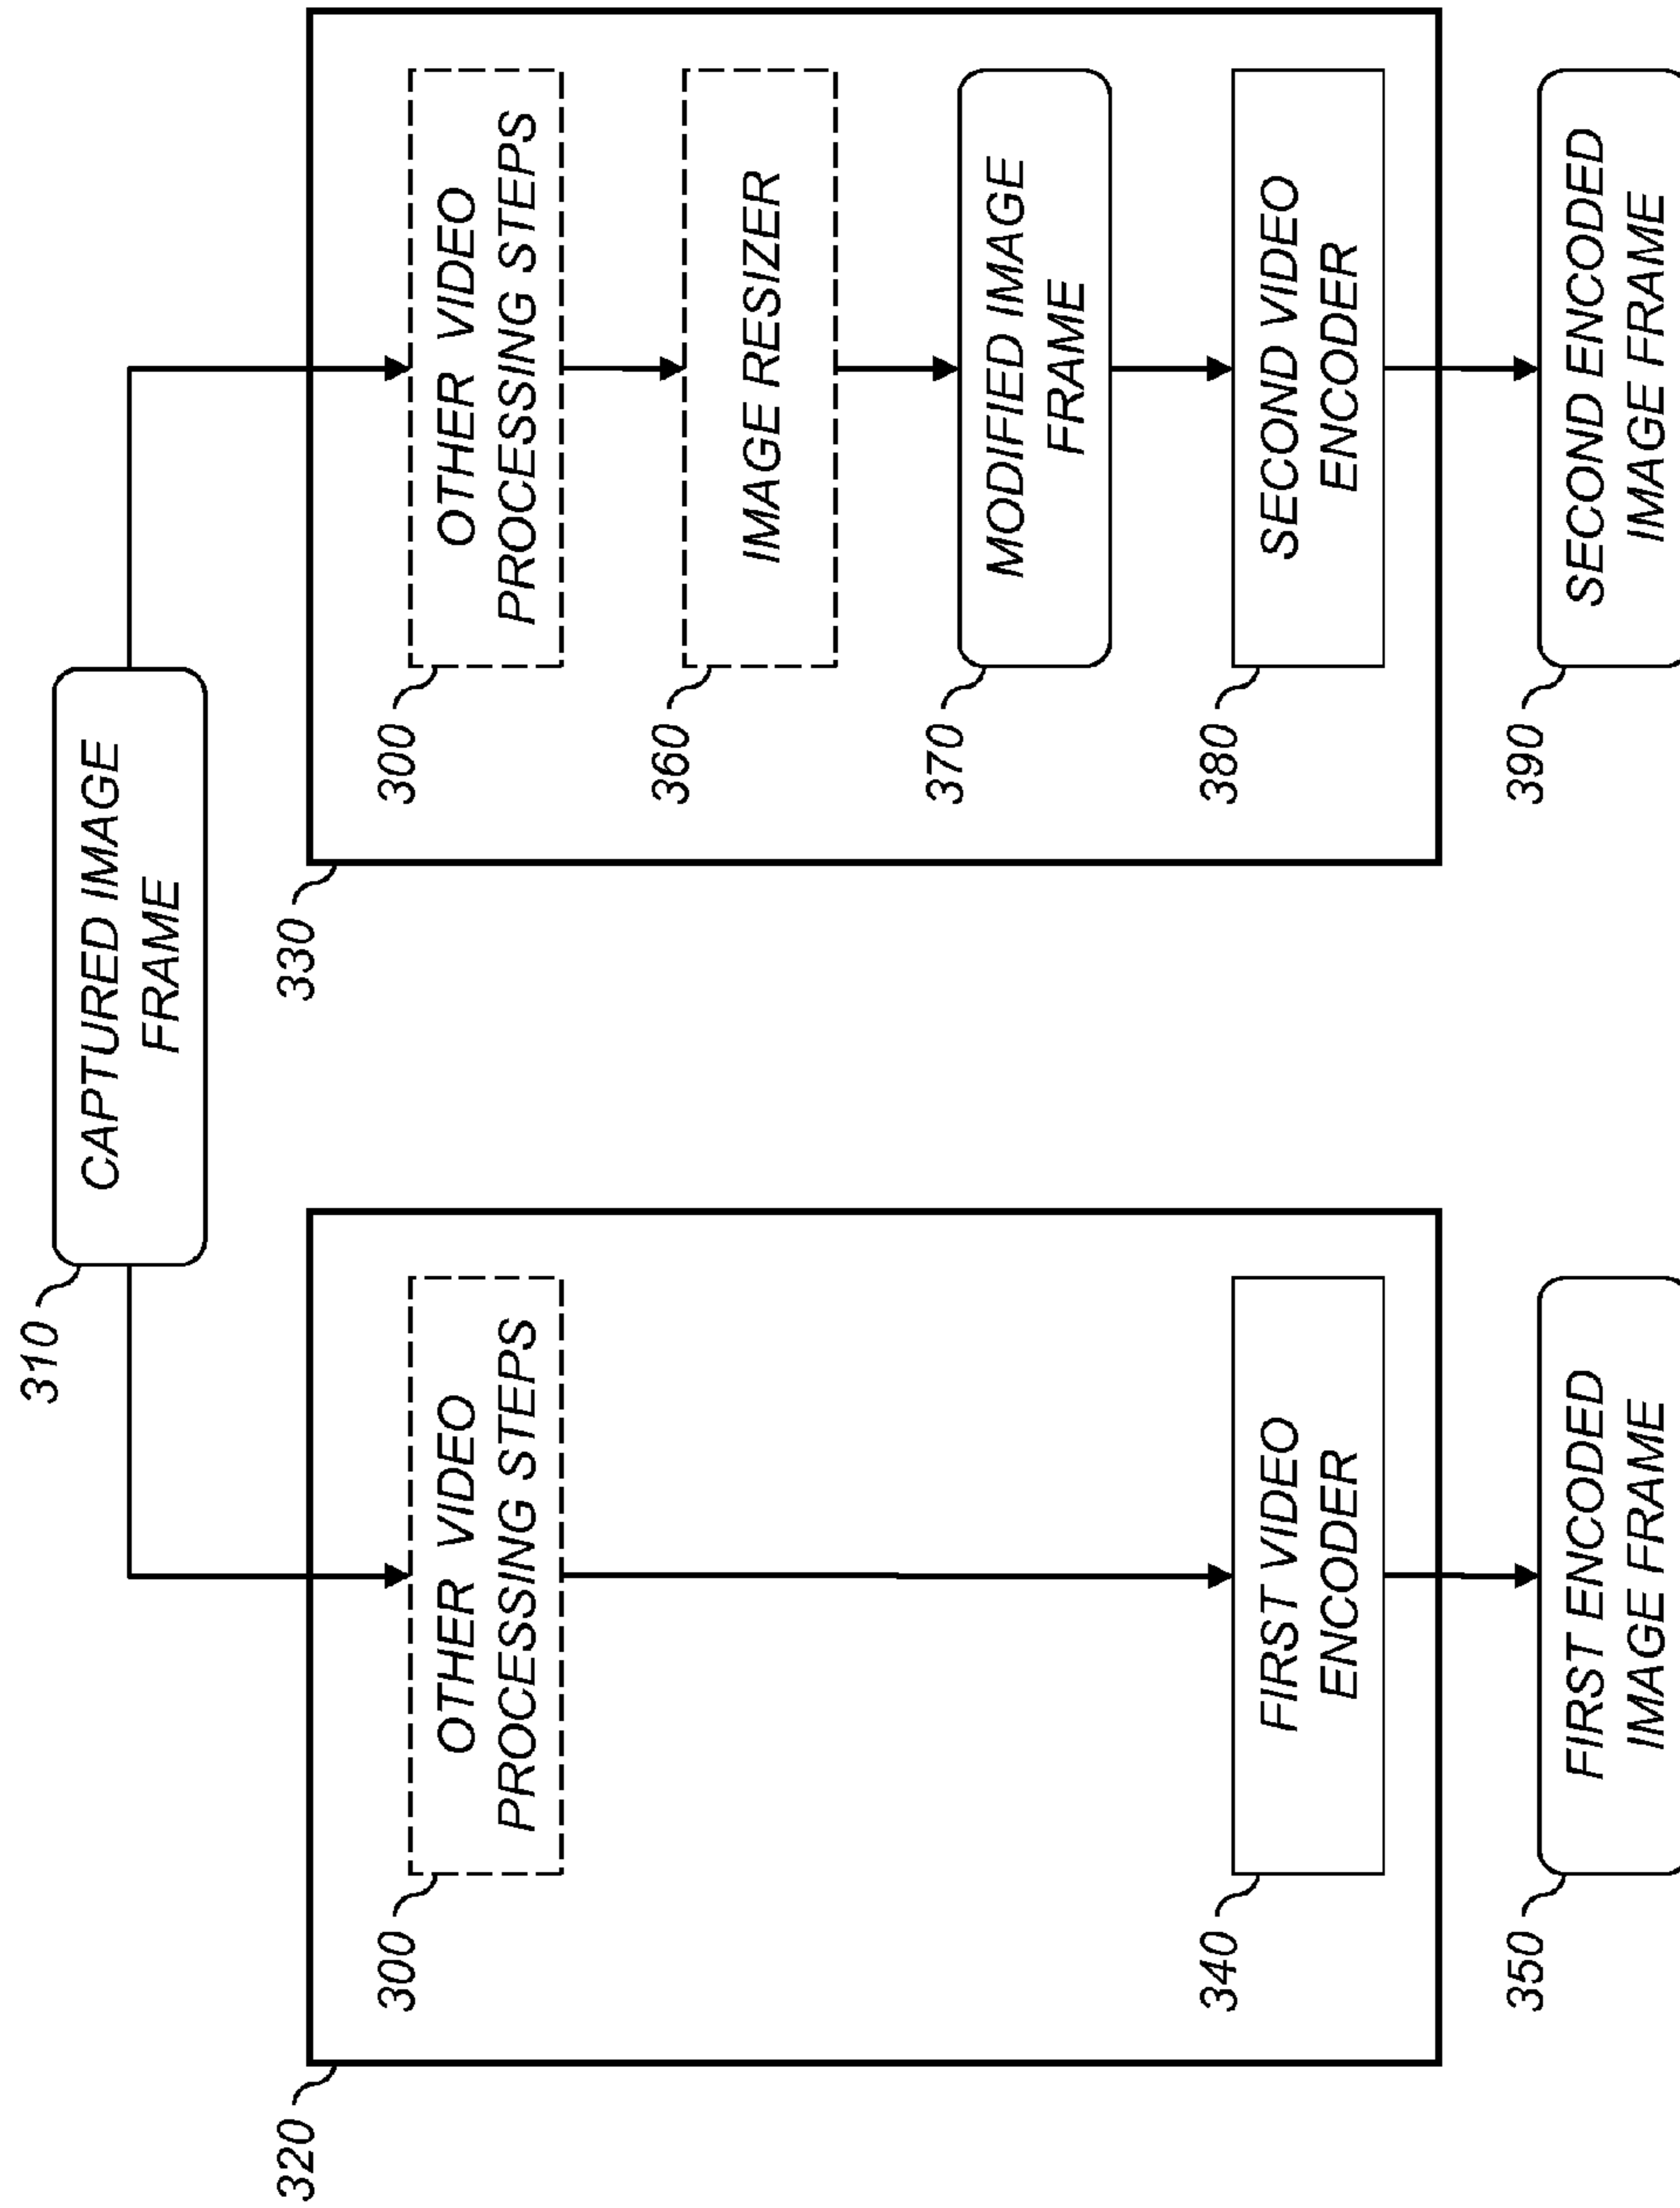 310
CAPTURED IMAGE
FRAME
320
300
OTHER VIDEO
PROCESSING STEPS
340
FIRST VIDEO
ENCODER
350
FIRST ENCODED
IMAGE FRAME
330
300
OTHER VIDEO
PROCESSING STEPS
360
IMAGE RESIZER
370
MODIFIED IMAGE
FRAME
380
SECOND VIDEO
ENCODER
390
SECOND ENCODED
IMAGE FRAME